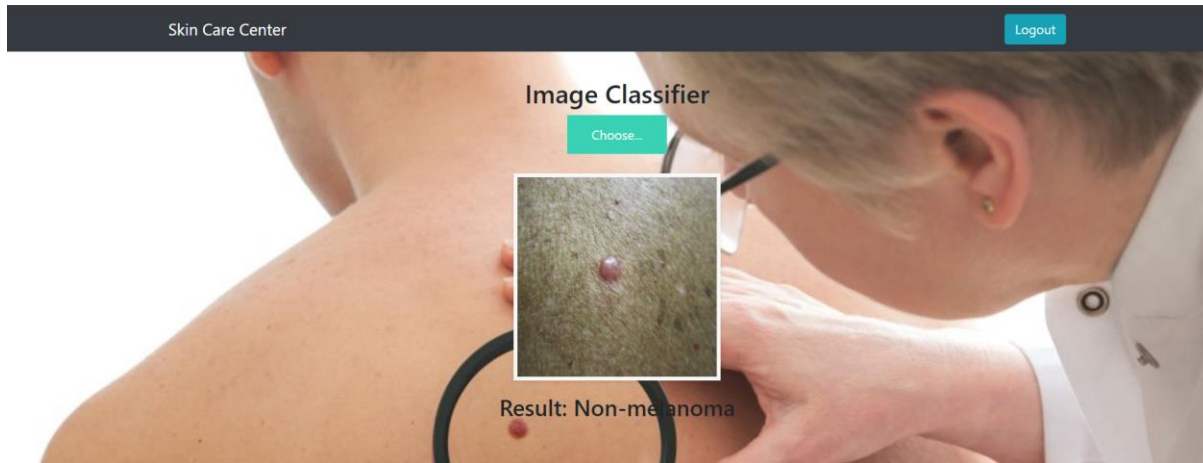 Skin Care Center
Logout
Image Classifier
Choose...
Result: Non-melanoma